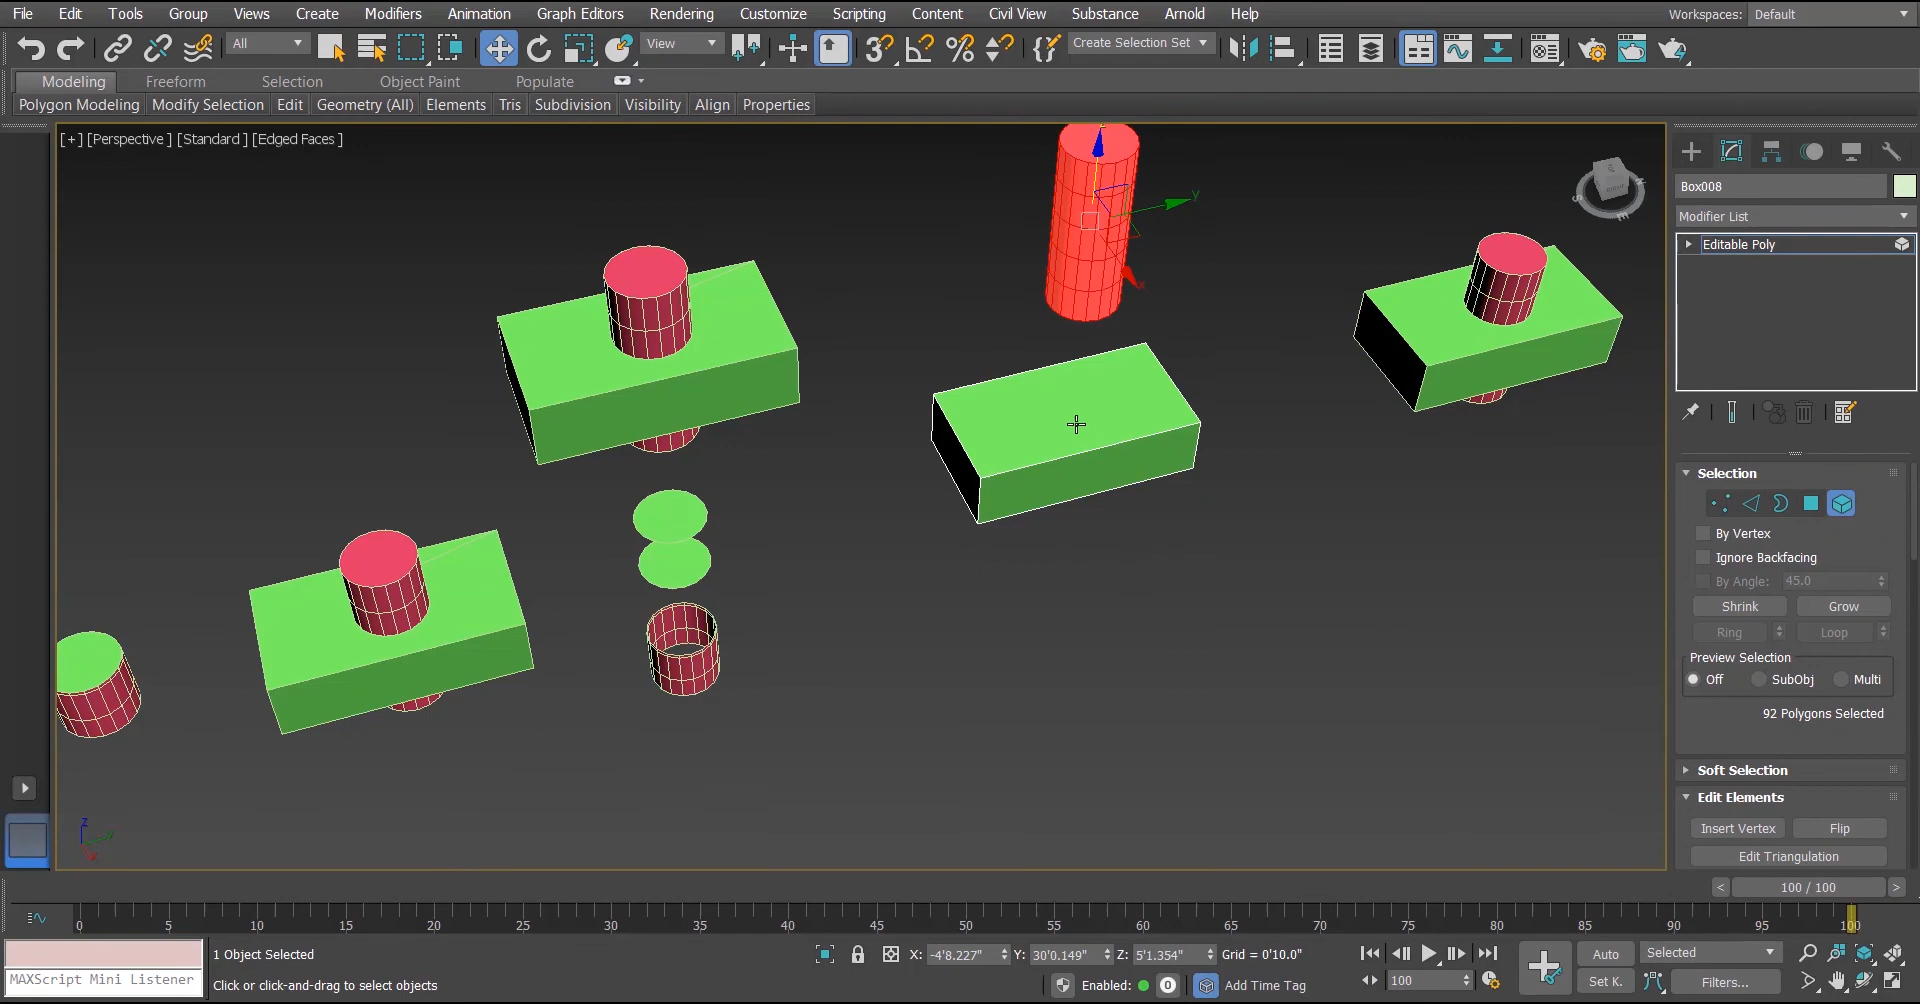 File Edit Tools Group Views Create Modifiers Animation Graph Editors Rendering Customize Scripting Content Civil View Substance Arnold Help Workspaces: Default
All View Create Selection Set
Modeling Freeform Selection Object Paint Populate
Polygon Modeling Modify Selection Edit Geometry (All) Elements Tris Subdivision Visibility Align Properties
[+] [Perspective ] [Standard ] [Edged Faces ]
Box008
Modifier List
Editable Poly
y
x
Selection
By Vertex
Ignore Backfacing
By Angle: 45.0
Shrink Grow
Ring Loop
Preview Selection
Off SubObj Multi
92 Polygons Selected
Soft Selection
Edit Elements
Insert Vertex Flip
Edit Triangulation
z
< 100 / 100 >
0 5 10 15 20 25 30 35 40 45 50 55 60 65 70 75 80 85 90 95 100
1 Object Selected X: -4'8.227" Y: 30'0.149" Z: 5'1.354" Grid = 0'10.0" Auto Selected
MAXScript Mini Listener Click or click-and-drag to select objects Enabled: 0 Add Time Tag 100 Set K. Filters...